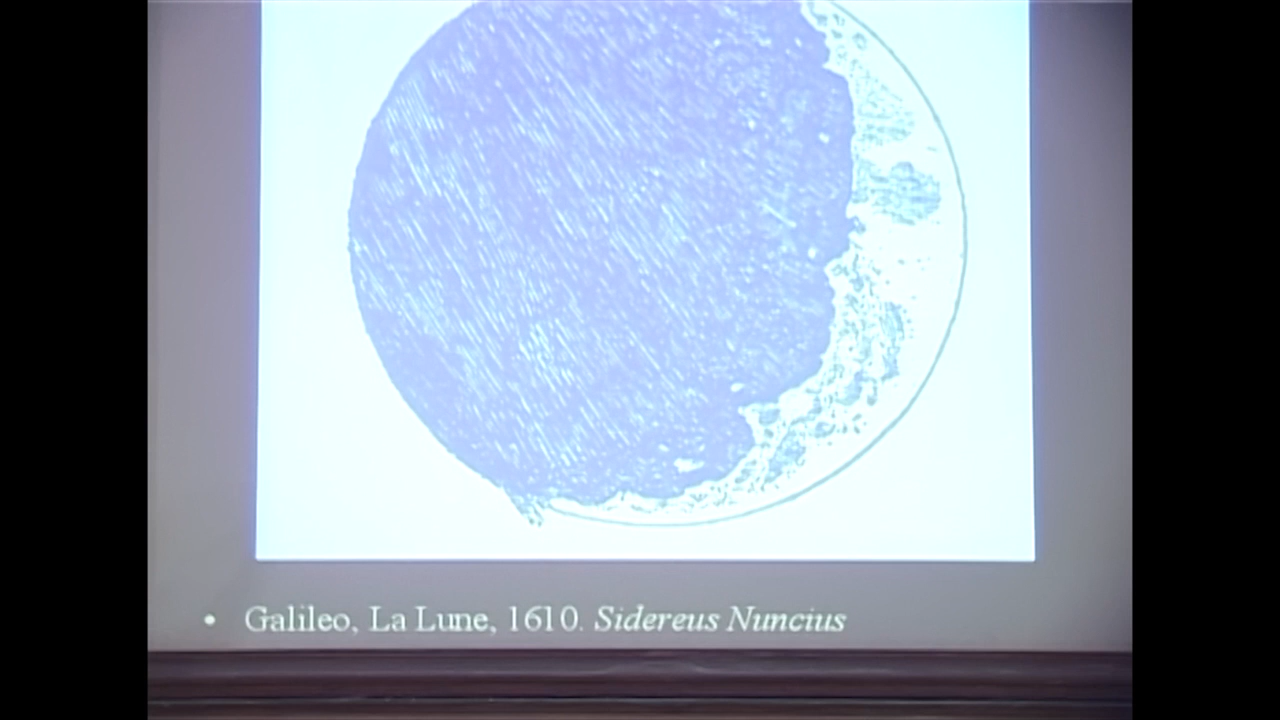 • Galileo, La Lune, 1610. Sidereus Nuncius